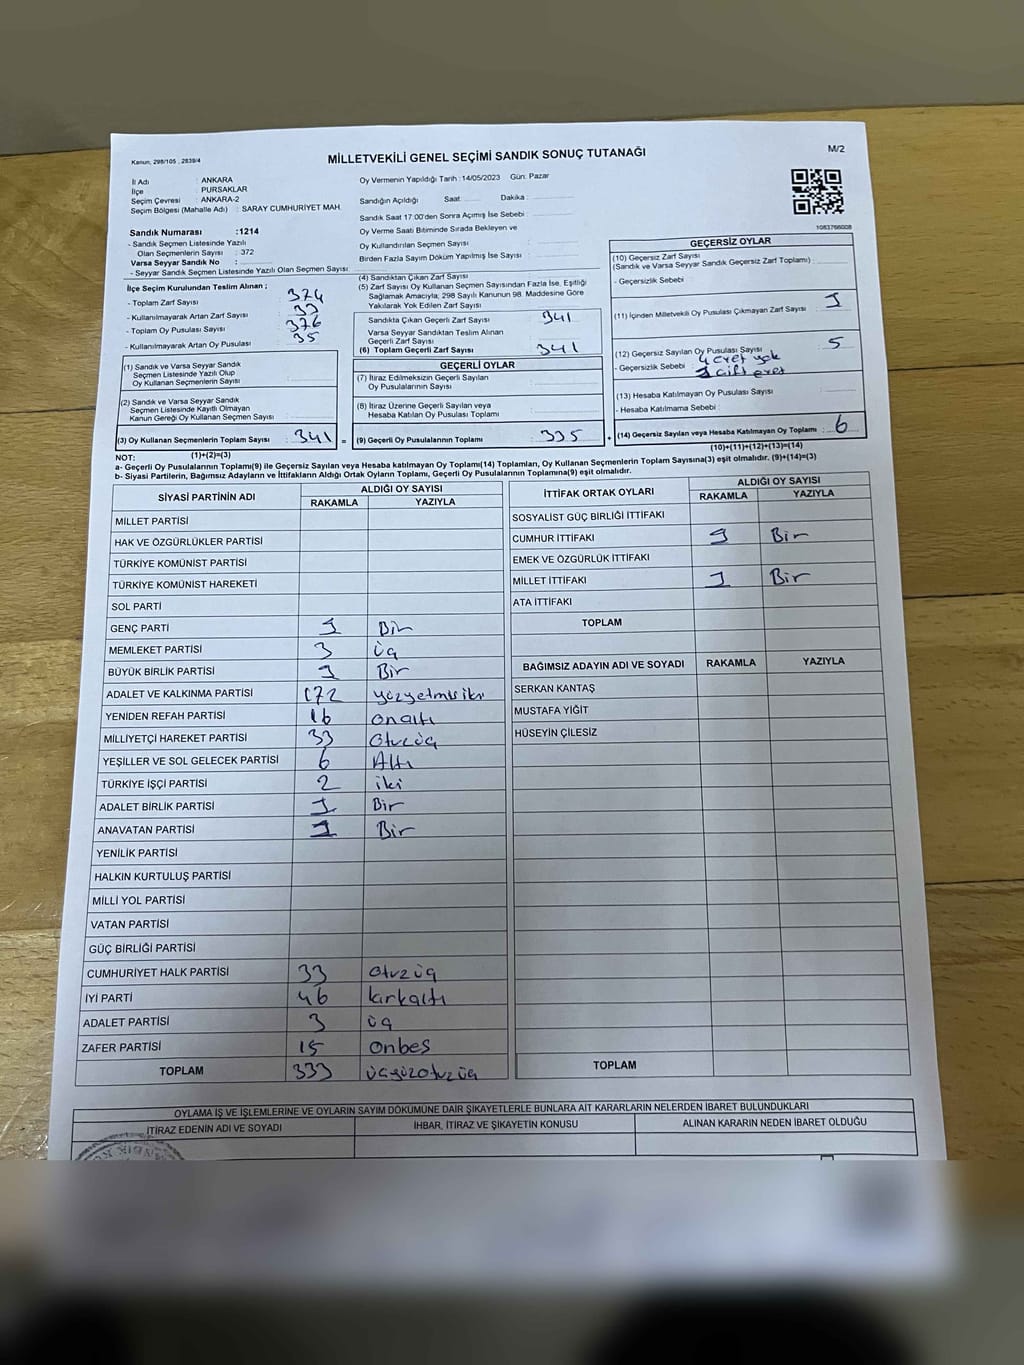 Kanun, 298/105 , 2839/4
MİLLETVEKİLİ GENEL SEÇİMİ SANDIK SONUÇ TUTANAĞI
M/2
İl Adı : ANKARA
İlçe : PURSAKLAR
Seçim Çevresi : ANKARA-2
Seçim Bölgesi (Mahalle Adı) : SARAY CUMHURİYET MAH.
Sandık Numarası :1214
- Sandık Seçmen Listesinde Yazılı
Olan Seçmenlerin Sayısı : 372
Varsa Seyyar Sandık No :
- Seyyar Sandık Seçmen Listesinde Yazılı Olan Seçmen Sayısı :
Oy Vermenin Yapıldığı Tarih : 14/05/2023 Gün: Pazar
Sandığın Açıldığı Saat: Dakika :
Sandık Saat 17:00'den Sonra Açımış İse Sebebi :
Oy Verme Saati Bitiminde Sırada Bekleyen ve
Oy Kullandırılan Seçmen Sayısı :
Birden Fazla Sayım Döküm Yapılmış İse Sayısı :
1083766008
İlçe Seçim Kurulundan Teslim Alınan ;
- Toplam Zarf Sayısı : 374
- Kullanılmayarak Artan Zarf Sayısı : 33
- Toplam Oy Pusulası Sayısı : 376
- Kullanılmayarak Artan Oy Pusulası : 35
(1) Sandık ve Varsa Seyyar Sandık
Seçmen Listesinde Yazılı Olup
Oy Kullanan Seçmenlerin Sayısı :
(2) Sandık ve Varsa Seyyar Sandık
Seçmen Listesinde Kayıtlı Olmayan
Kanun Gereği Oy Kullanan Seçmen Sayısı :
(3) Oy Kullanan Seçmenlerin Toplam Sayısı : 341 =
(1)+(2)=(3)
(4) Sandıktan Çıkan Zarf Sayısı
(5) Zarf Sayısı Oy Kullanan Seçmen Sayısından Fazla İse, Eşitliği
Sağlamak Amacıyla; 298 Sayılı Kanunun 98. Maddesine Göre
Yakılarak Yok Edilen Zarf Sayısı
Sandıkta Çıkan Geçerli Zarf Sayısı : 341
Varsa Seyyar Sandıktan Teslim Alınan
Geçerli Zarf Sayısı :
(6) Toplam Geçerli Zarf Sayısı : 341
GEÇERLİ OYLAR
(7) İtiraz Edilmeksizin Geçerli Sayılan
Oy Pusulalarının Sayısı :
(8) İtiraz Üzerine Geçerli Sayılan veya
Hesaba Katılan Oy Pusulalarının Toplamı :
(9) Geçerli Oy Pusulalarının Toplamı : 335 +
GEÇERSİZ OYLAR
(10) Geçersiz Zarf Sayısı
(Sandık ve Varsa Seyyar Sandık Geçersiz Zarf Toplamı) :
- Geçersizlik Sebebi :
(11) İçinden Milletvekili Oy Pusulası Çıkmayan Zarf Sayısı : 1
(12) Geçersiz Sayılan Oy Pusulası Sayısı : 5
- Geçersizlik Sebebi : 4 evet yok
1 çift evet
(13) Hesaba Katılmayan Oy Pusulası Sayısı :
- Hesaba Katılmama Sebebi :
(14) Geçersiz Sayılan veya Hesaba Katılmayan Oy Toplamı : 6
(10)+(11)+(12)+(13)=(14)
NOT:
a- Geçerli Oy Pusulasının Toplamı(9) ile Geçersiz Sayılan veya Hesaba katılmayan Oy Toplamı(14) Toplamları, Oy Kullanan Seçmenlerin Toplam Sayısına(3) eşit olmalıdır. (9)+(14)=(3)
b- Siyasi Partilerin, Bağımsız Adayların ve İttifakların Aldığı Ortak Oyların Toplamı, Geçerli Oy Pusulalarının Toplamına(9) eşit olmalıdır.
SİYASİ PARTİNİN ADI ALDIĞI OY SAYISI
RAKAMLA YAZIYLA
MİLLET PARTİSİ
HAK VE ÖZGÜRLÜKLER PARTİSİ
TÜRKİYE KOMÜNİST PARTİSİ
TÜRKİYE KOMÜNİST HAREKETİ
SOL PARTİ
GENÇ PARTİ 1 Bir
MEMLEKET PARTİSİ 3 üç
BÜYÜK BİRLİK PARTİSİ 1 Bir
ADALET VE KALKINMA PARTİSİ 172 yüzyetmişiki
YENİDEN REFAH PARTİSİ 16 onaltı
MİLLİYETÇİ HAREKET PARTİSİ 33 Otuzüç
YEŞİLLER VE SOL GELECEK PARTİSİ 6 Altı
TÜRKİYE İŞÇİ PARTİSİ 2 iki
ADALET BİRLİK PARTİSİ 1 Bir
ANAVATAN PARTİSİ 1 Bir
YENİLİK PARTİSİ
HALKIN KURTULUŞ PARTİSİ
MİLLİ YOL PARTİSİ
VATAN PARTİSİ
GÜÇ BİRLİĞİ PARTİSİ
CUMHURİYET HALK PARTİSİ 33 Otuzüç
İYİ PARTİ 46 kırkaltı
ADALET PARTİSİ 3 üç
ZAFER PARTİSİ 15 onbeş
TOPLAM 333 üçyüzotuzüç
İTTİFAK ORTAK OYLARI ALDIĞI OY SAYISI
RAKAMLA YAZIYLA
SOSYALİST GÜÇ BİRLİĞİ İTTİFAKI
CUMHUR İTTİFAKI 1 Bir
EMEK VE ÖZGÜRLÜK İTTİFAKI
MİLLET İTTİFAKI 1 Bir
ATA İTTİFAKI
TOPLAM
BAĞIMSIZ ADAYIN ADI VE SOYADI RAKAMLA YAZIYLA
SERKAN KANTAŞ
MUSTAFA YİĞİT
HÜSEYİN ÇİLESİZ
TOPLAM
OYLAMA İŞ VE İŞLEMLERİNE VE OYLARIN SAYIM DÖKÜMÜNE DAİR ŞİKAYETLERLE BUNLARA AİT KARARLARIN NELERDEN İBARET BULUNDUKLARI
İTİRAZ EDENİN ADI VE SOYADI İHBAR, İTİRAZ VE ŞİKAYETİN KONUSU ALINAN KARARIN NEDEN İBARET OLDUĞU